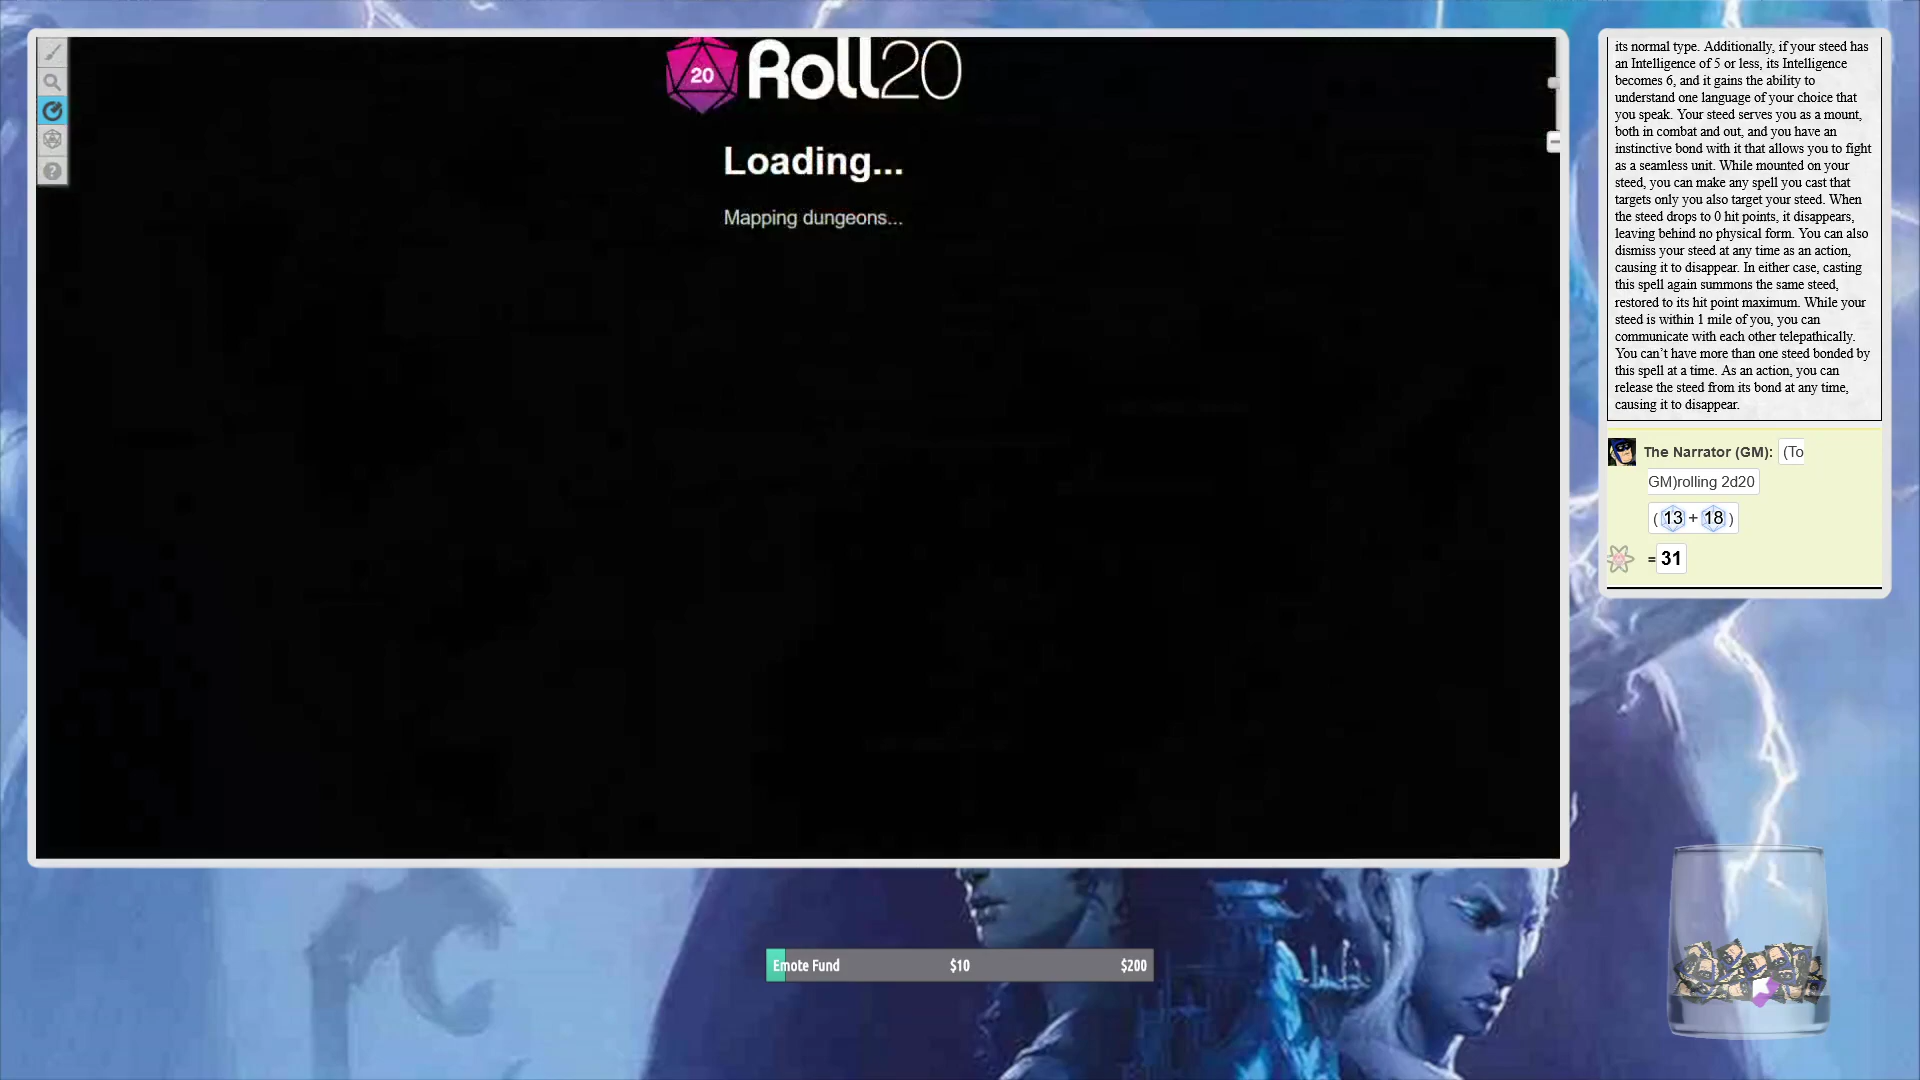 20 Roll20
Loading...
Mapping dungeons...
its normal type. Additionally, if your steed has
an Intelligence of 5 or less, its Intelligence
becomes 6, and it gains the ability to
understand one language of your choice that
you speak. Your steed serves you as a mount,
both in combat and out, and you have an
instinctive bond with it that allows you to fight
as a seamless unit. While mounted on your
steed, you can make any spell you cast that
targets only you also target your steed. When
the steed drops to 0 hit points, it disappears,
leaving behind no physical form. You can also
dismiss your steed at any time as an action,
causing it to disappear. In either case, casting
this spell again summons the same steed,
restored to its hit point maximum. While your
steed is within 1 mile of you, you can
communicate with each other telepathically.
You can’t have more than one steed bonded by
this spell at a time. As an action, you can
release the steed from its bond at any time,
causing it to disappear.
The Narrator (GM): (To
GM)rolling 2d20
(13+18)
=31
Emote Fund $10 $200